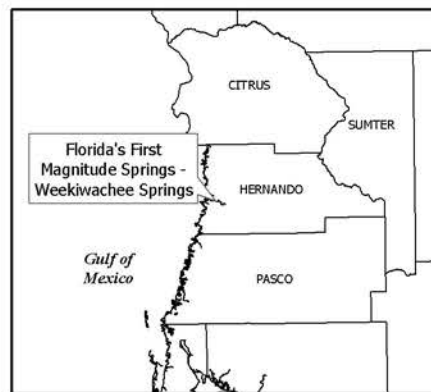 CITRUS
SUMTER
Florida's First
Magnitude Springs -
Weekiwachee Springs
HERNANDO
Gulf of
Mexico
PASCO